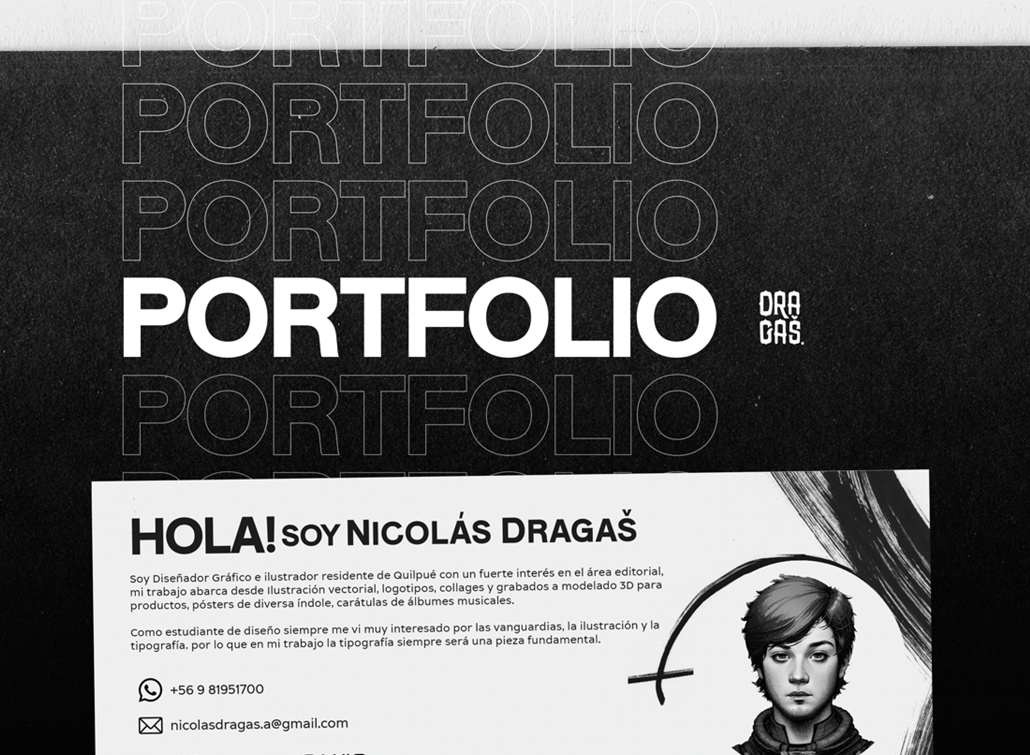 PORTFOLIO
PORTFOLIO
PORTFOLIO
PORTFOLIO
DRA
GAŠ.
PORTFOLIO
PORTFOLIO
HOLA! SOY NICOLÁS DRAGAŠ
Soy Diseñador Gráfico e ilustrador residente de Quilpué con un fuerte interés en el área editorial,
mi trabajo abarca desde Ilustración vectorial, logotipos, collages y grabados a modelado 3D para
productos, pósters de diversa índole, carátulas de álbumes musicales.
Como estudiante de diseño siempre me vi muy interesado por las vanguardias, la ilustración y la
tipografía. por lo que en mi trabajo la tipografía siempre será una pieza fundamental.
+56 9 81951700
nicolasdragas.a@gmail.com